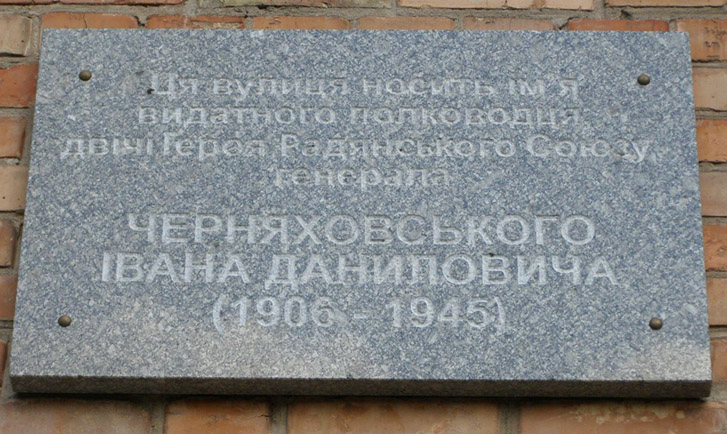 Ця вулиця носить ім'я
видатного полководця
двічі Героя Радянського Союзу,
генерала
ЧЕРНЯХОВСЬКОГО
ІВАНА ДАНИЛОВИЧА
(1906 - 1945)